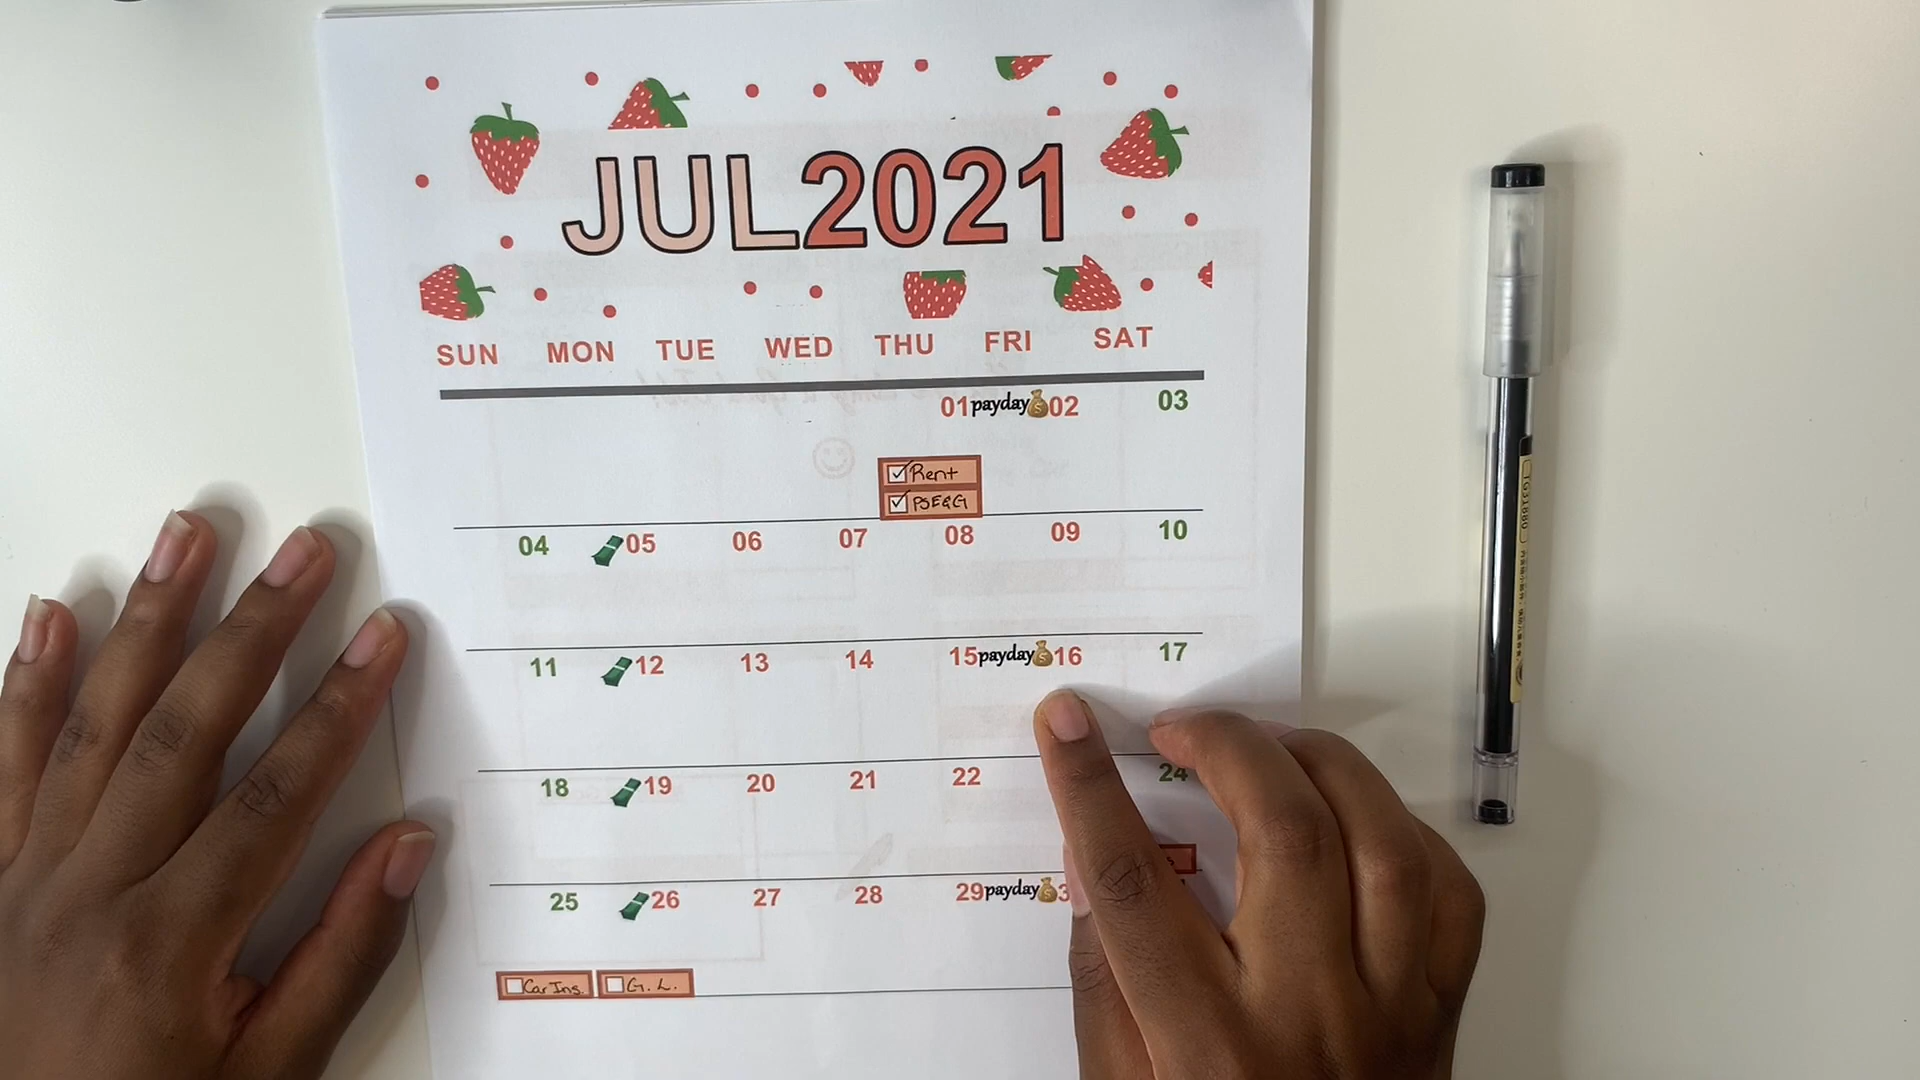 JUL2021
SUN MON TUE WED THU FRI SAT
01 payday 02 03
Rent
PSE&G
04 05 06 07 08 09 10
11 12 13 14 15 payday 16 17
18 19 20 21 22 24
25 26 27 28 29 payday 3
Car Ins. G. L.